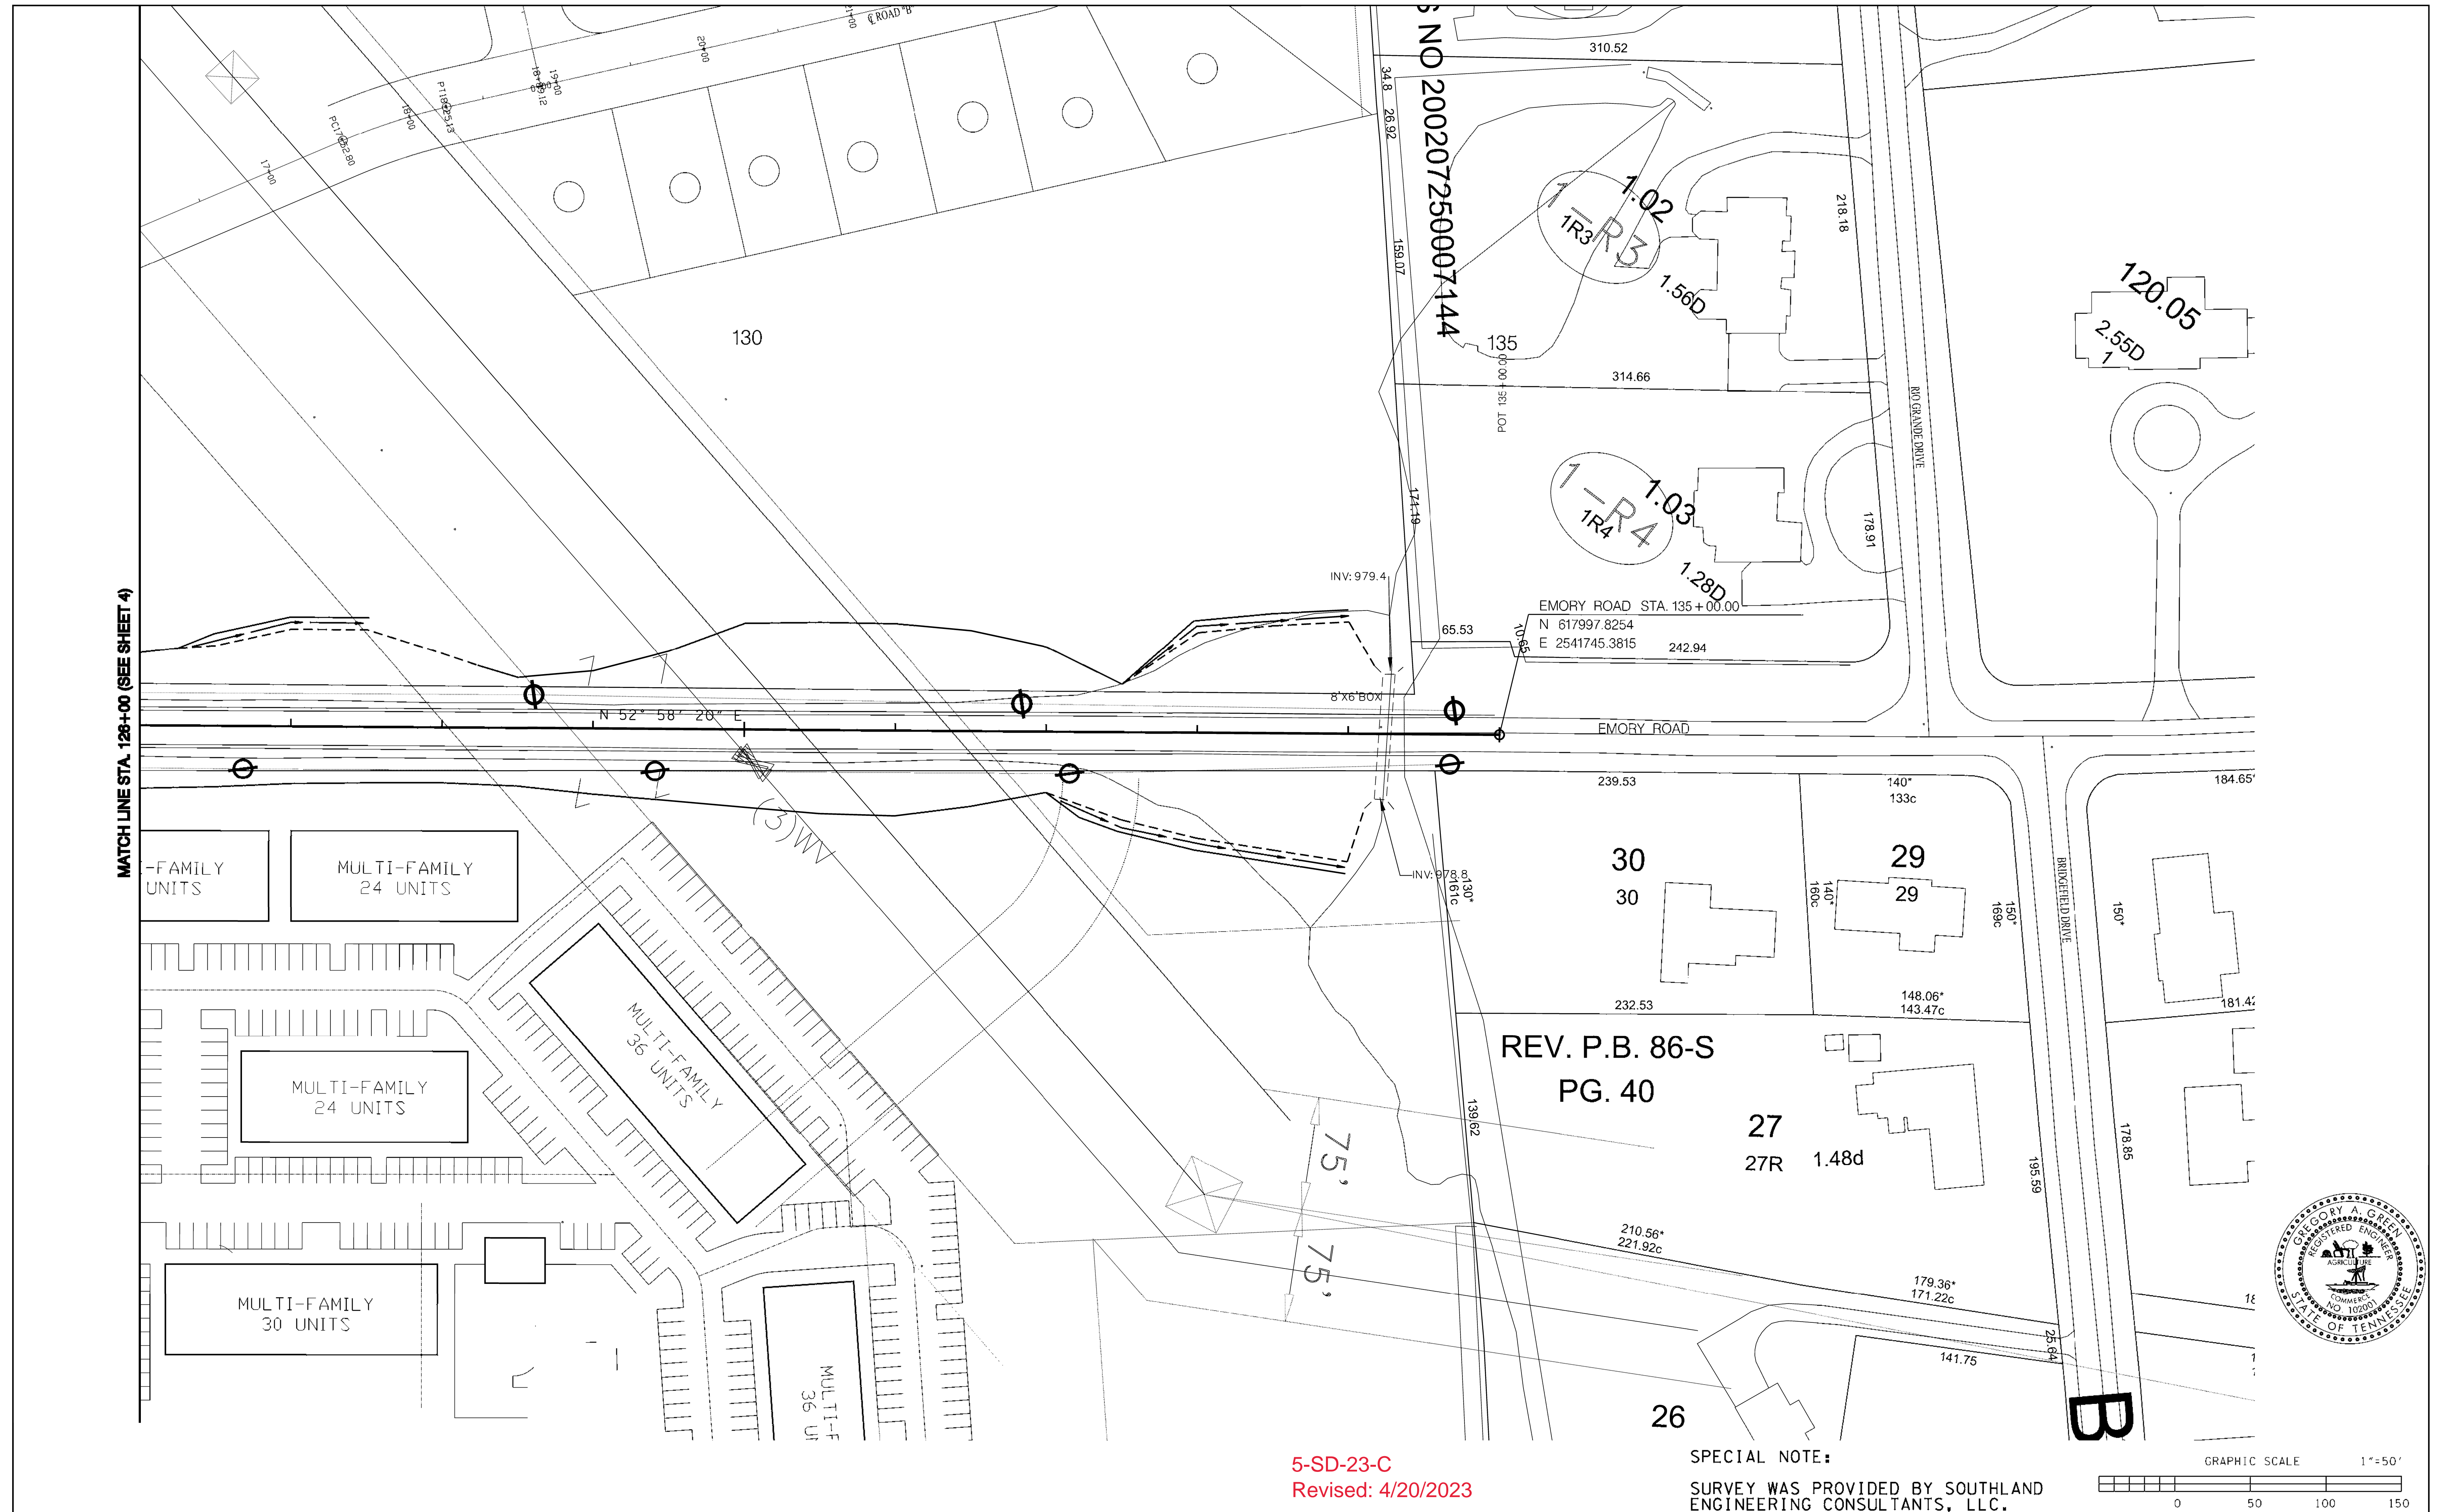 ℄ ROAD "B"
21+00
20+00
19+00
18+89.12
PT18+25.13
18+00
PC17+52.80
17+00
S NO 200207250007144
310.52
34.8
26.92
159.07
171.19
1.02
1-R3
1R3
1.56D
218.18
130
135
POT 135+00.00
314.66
RIO GRANDE DRIVE
120.05
2.55D
1
1.03
1-R4
1R4
1.28D
178.91
INV: 979.4
EMORY ROAD STA. 135+00.00
N 617997.8254
E 2541745.3815
65.53
10.65
242.94
MATCH LINE STA. 126+00 (SEE SHEET 4)
8'X6'BOX
N 52° 58' 20" E
EMORY ROAD
(3)WV
239.53
140*
133c
184.65*
INV: 978.8
130*
161c
30
30
140*
160c
29
29
150*
169c
BRIDGEFIELD DRIVE
150*
-FAMILY
UNITS
MULTI-FAMILY
24 UNITS
MULTI-FAMILY
36 UNITS
232.53
148.06*
143.47c
181.42
REV. P.B. 86-S
PG. 40
MULTI-FAMILY
24 UNITS
75'
75'
139.62
27
27R
1.48d
195.59
178.85
210.56*
221.92c
179.36*
171.22c
25.64
141.75
18
MULTI-FAMILY
30 UNITS
MULTI-F
36 U
26
B
GREGORY A. GREEN
REGISTERED ENGINEER
AGRICULTURE
COMMERCE
NO. 102001
STATE OF TENNESSEE
5-SD-23-C
Revised: 4/20/2023
SPECIAL NOTE:
SURVEY WAS PROVIDED BY SOUTHLAND
ENGINEERING CONSULTANTS, LLC.
GRAPHIC SCALE 1"=50'
0 50 100 150